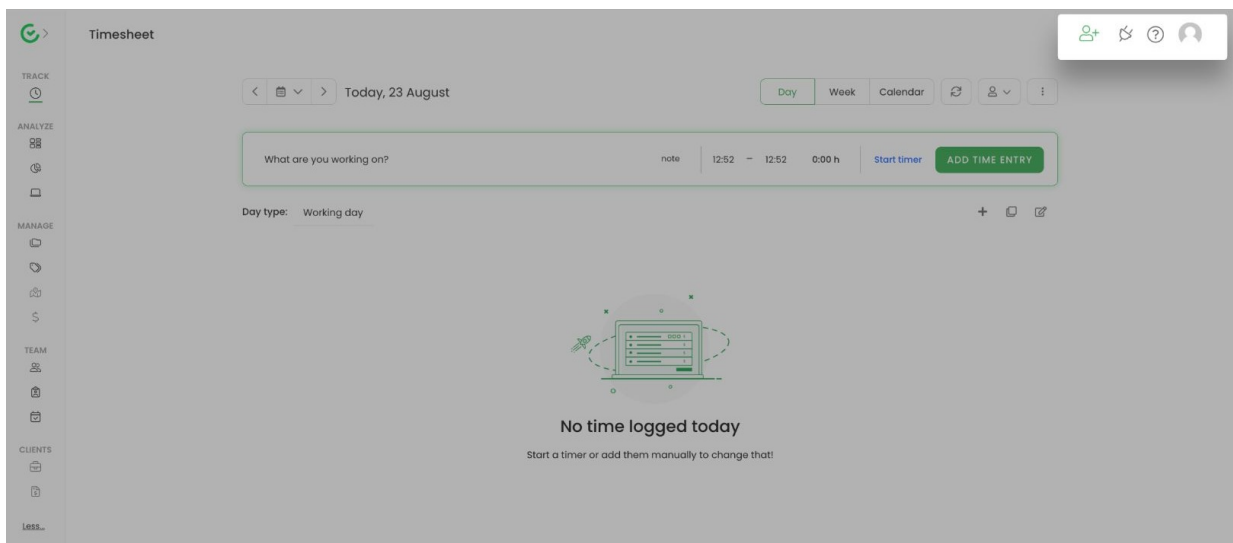 Timesheet
TRACK
ANALYZE
MANAGE
TEAM
CLIENTS
Less...
Today, 23 August
Day Week Calendar
What are you working on? note 12:52 – 12:52 0:00 h Start timer ADD TIME ENTRY
Day type: Working day
No time logged today
Start a timer or add them manually to change that!